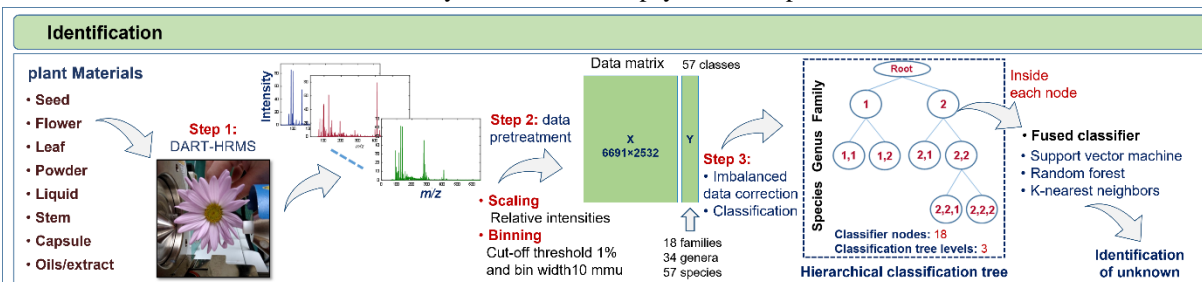 Identification
plant Materials
• Seed
• Flower
• Leaf
• Powder
• Liquid
• Stem
• Capsule
• Oils/extract
Step 1:
DART-HRMS
Intensity
m/z
Step 2: data
pretreatment
• Scaling
Relative intensities
• Binning
Cut-off threshold 1%
and bin width10 mmu
Data matrix
57 classes
X
6691×2532
Y
18 families
34 genera
57 species
Step 3:
• Imbalanced
data correction
• Classification
Family
Genus
Species
Root
1
2
1,1
1,2
2,1
2,2
2,2,1
2,2,2
Classifier nodes: 18
Classification tree levels: 3
Hierarchical classification tree
Inside
each node
• Fused classifier
• Support vector machine
• Random forest
• K-nearest neighbors
Identification
of unknown